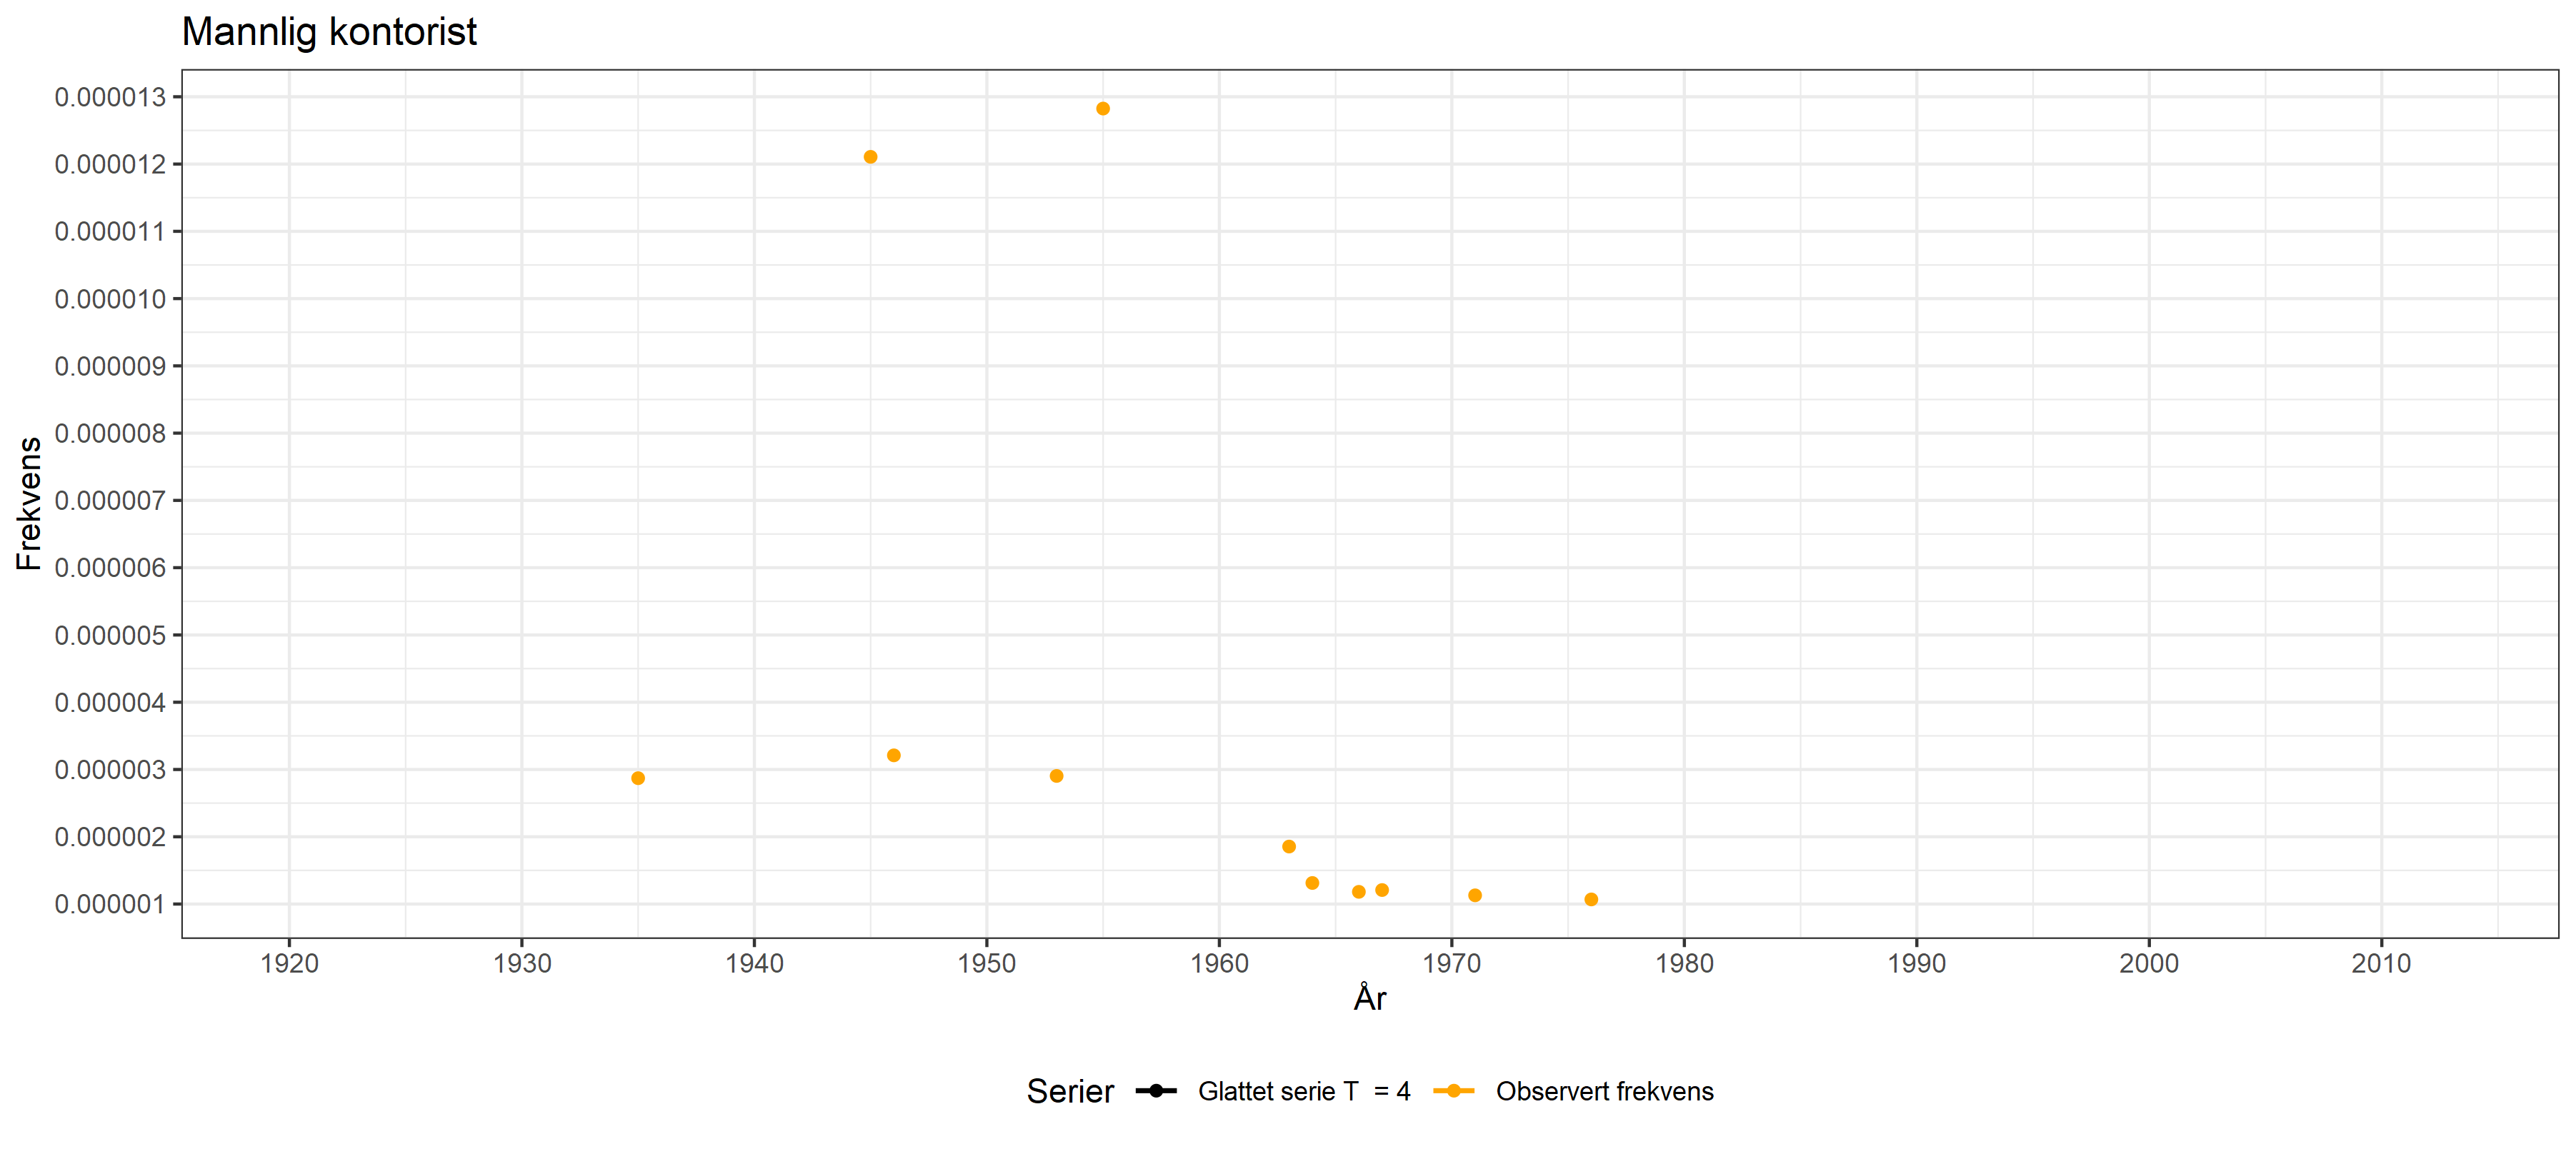 Mannlig kontorist
0.000013
0.000012
0.000011
0.000010
0.000009
0.000008
0.000007
0.000006
0.000005
0.000004
0.000003
0.000002
0.000001
Frekvens
1920 1930 1940 1950 1960 1970 1980 1990 2000 2010
År
Serier Glattet serie T = 4 Observert frekvens